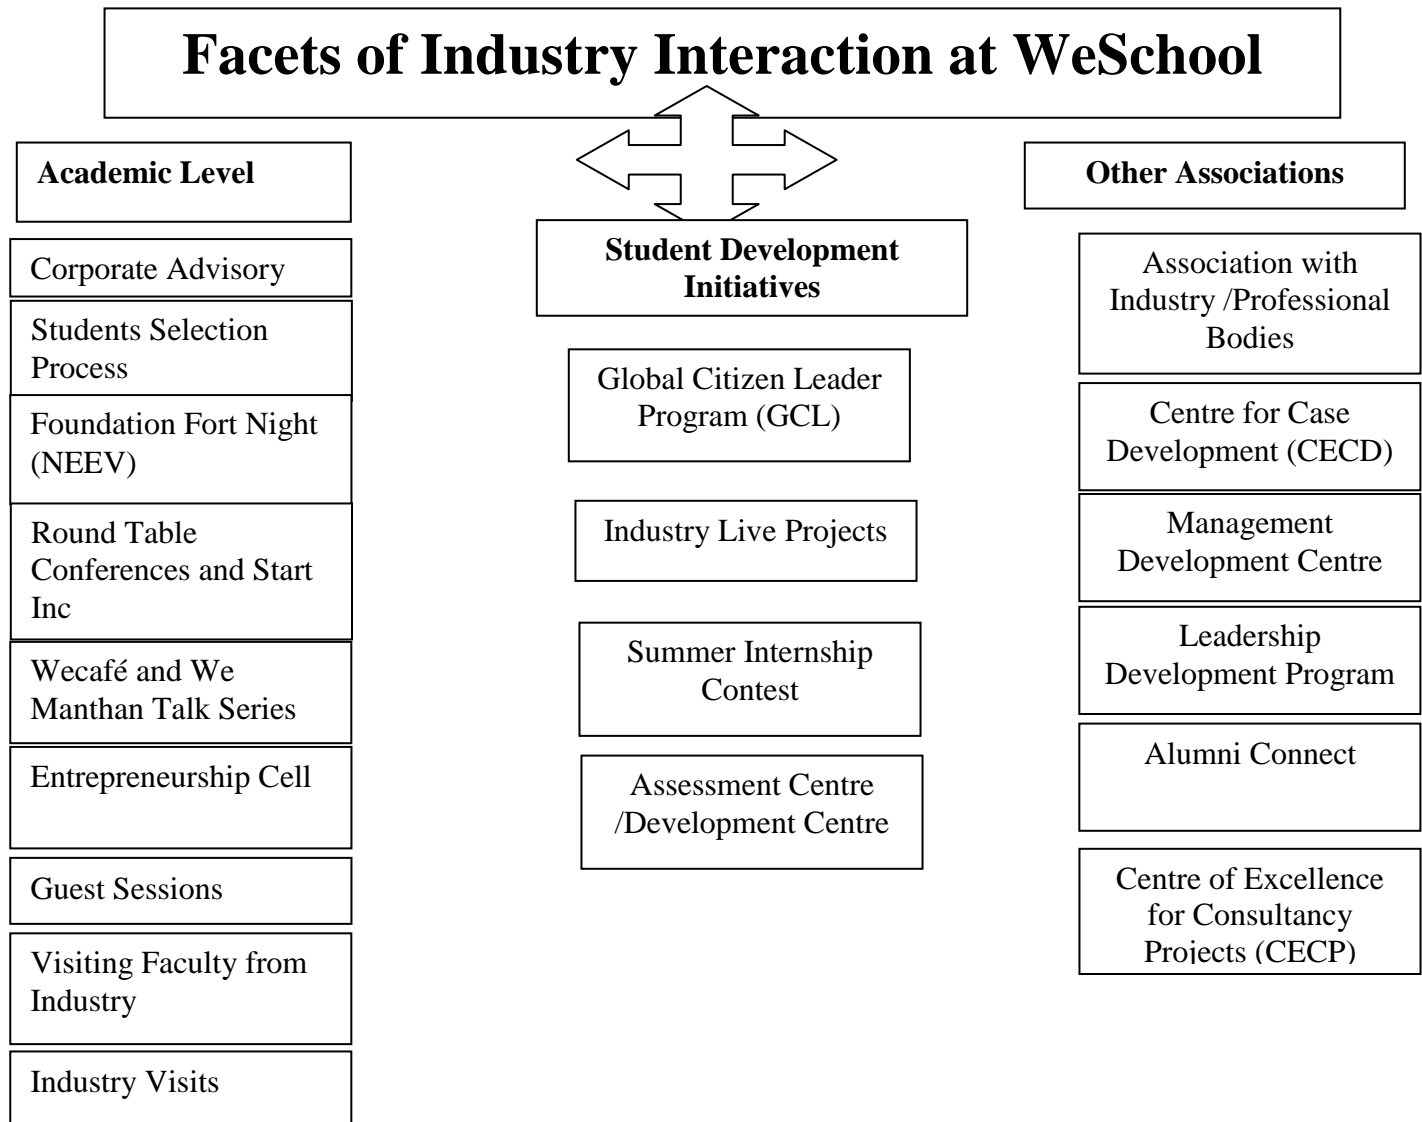 Facets of Industry Interaction at WeSchool
Academic Level
Corporate Advisory
Students Selection
Process
Foundation Fort Night
(NEEV)
Round Table
Conferences and Start
Inc
Wecafé and We
Manthan Talk Series
Entrepreneurship Cell
Guest Sessions
Visiting Faculty from
Industry
Industry Visits
Student Development
Initiatives
Global Citizen Leader
Program (GCL)
Industry Live Projects
Summer Internship
Contest
Assessment Centre
/Development Centre
Other Associations
Association with
Industry /Professional
Bodies
Centre for Case
Development (CECD)
Management
Development Centre
Leadership
Development Program
Alumni Connect
Centre of Excellence
for Consultancy
Projects (CECP)